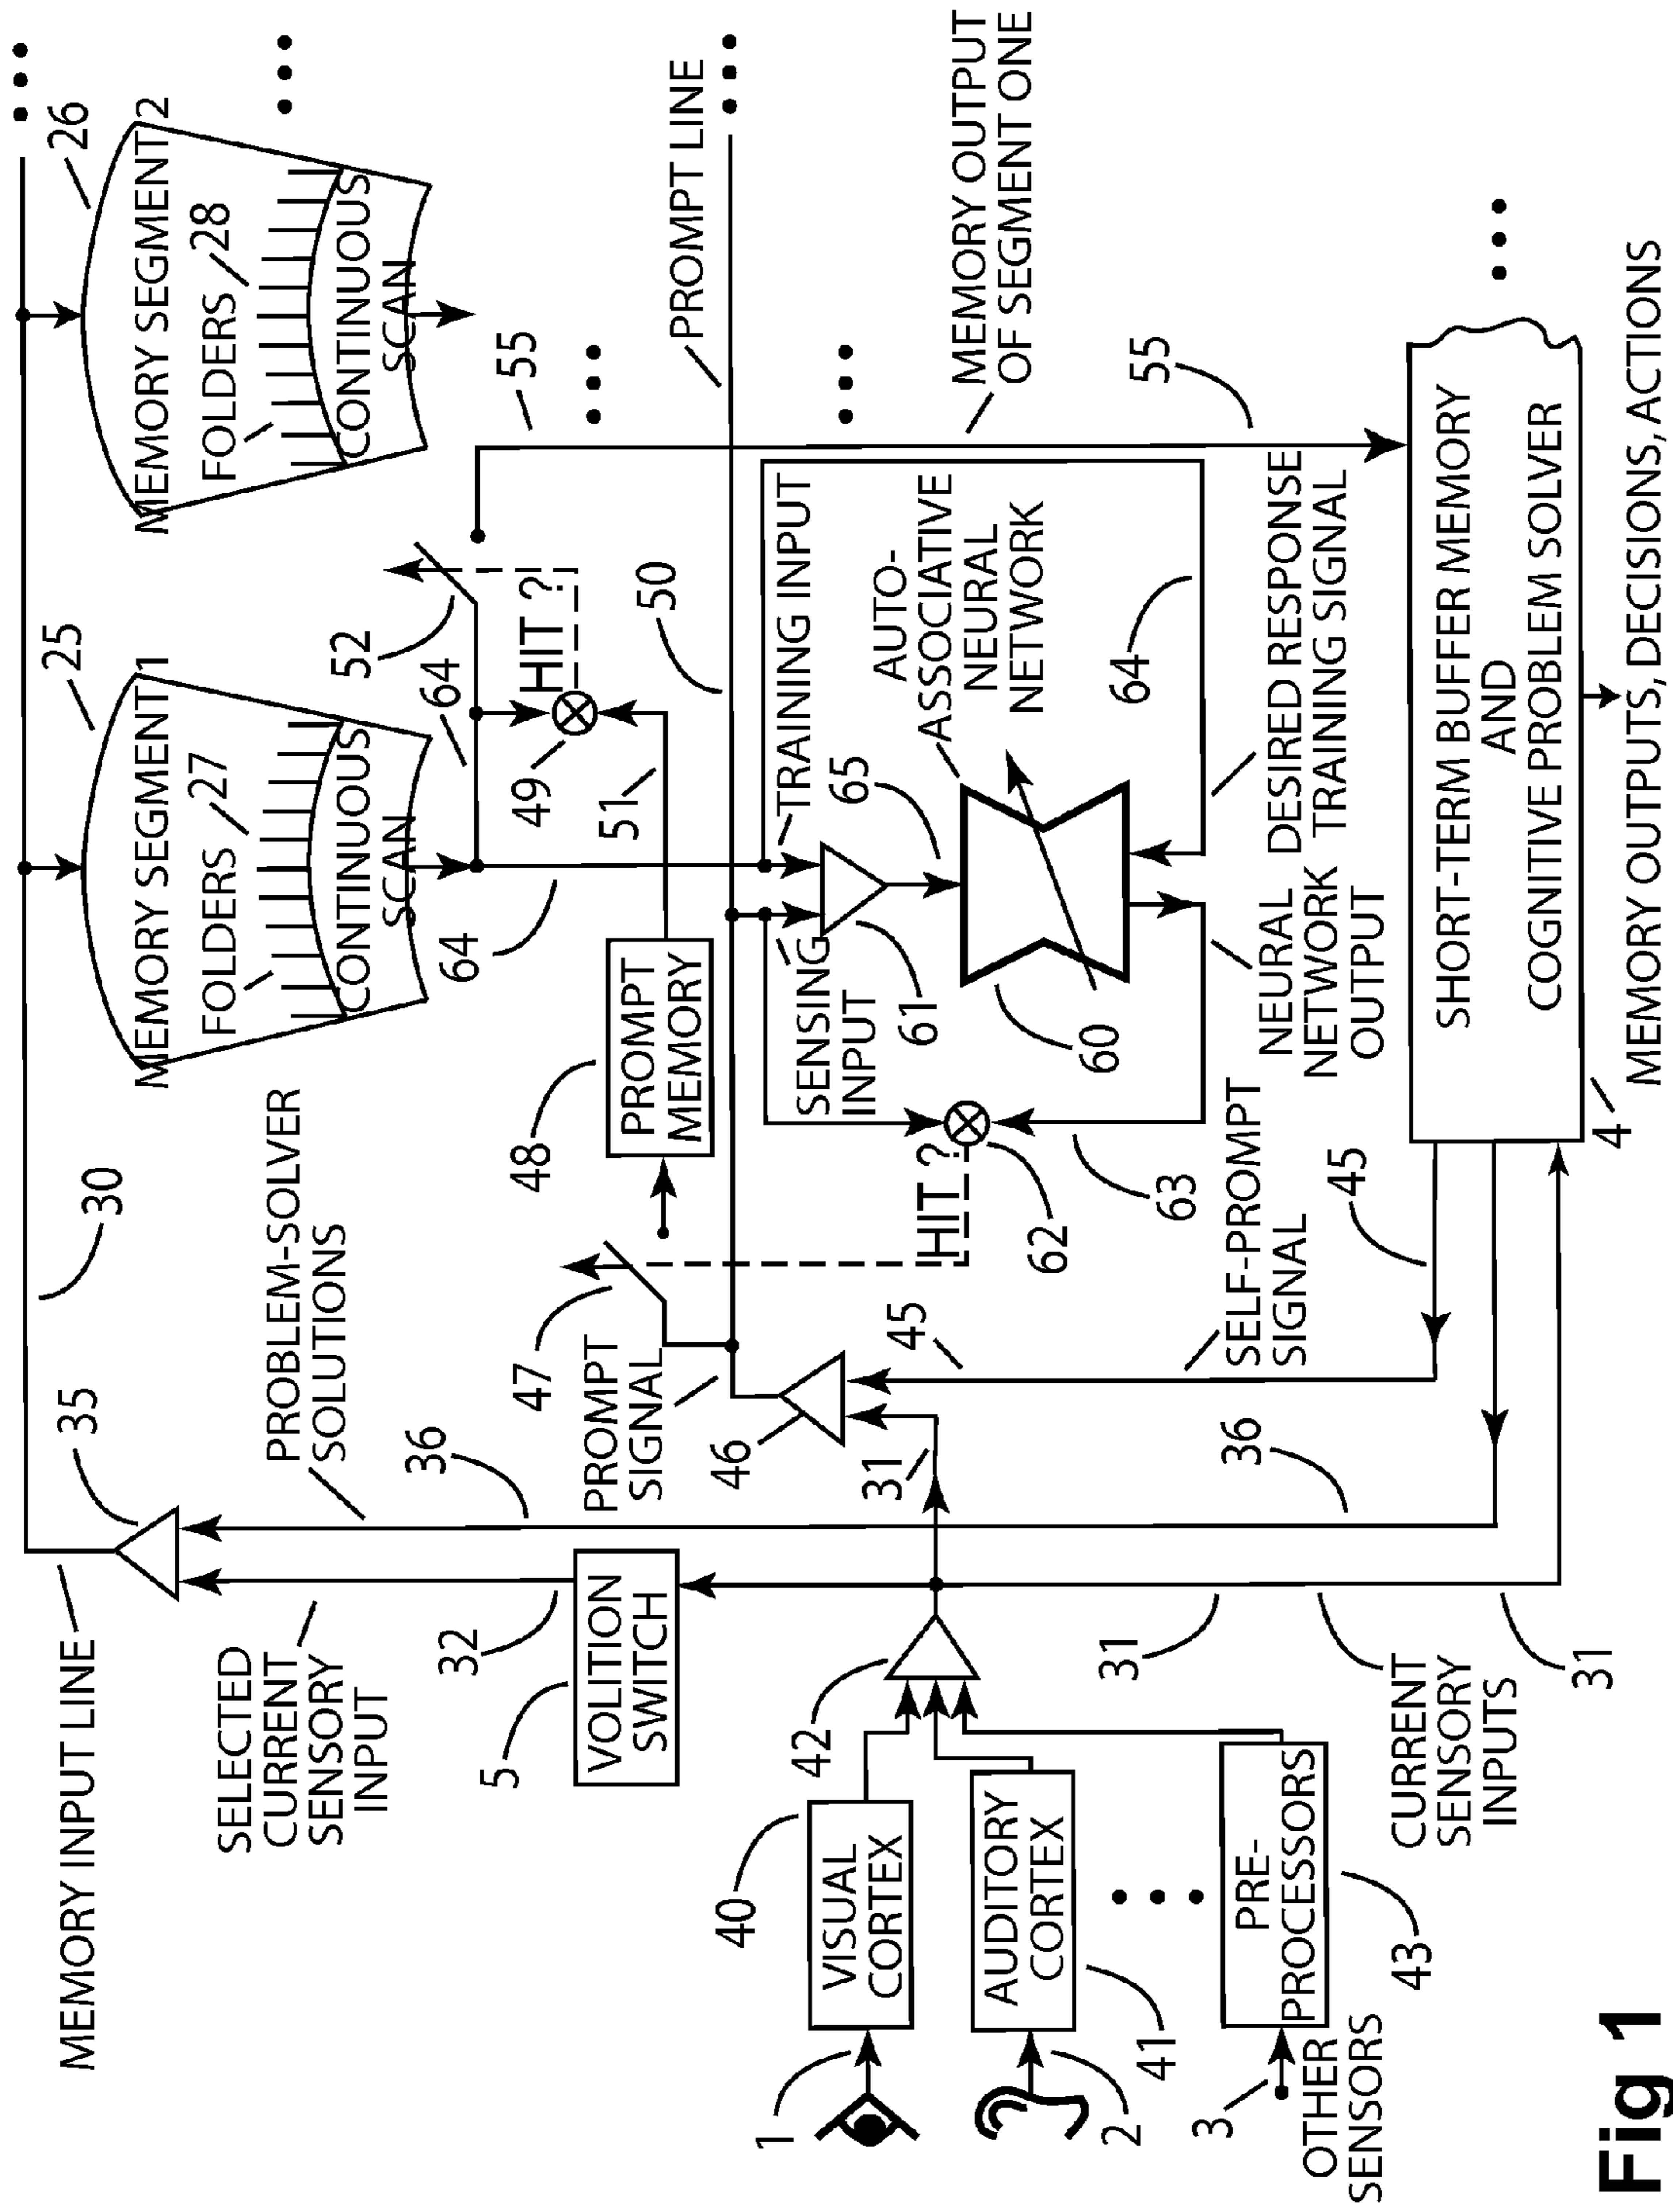 MEMORY INPUT LINE
30
35
SELECTED
CURRENT
SENSORY
INPUT
32
5
VOLITION
SWITCH
PROBLEM-SOLVER
SOLUTIONS
36
25
MEMORY SEGMENT 1
FOLDERS
27
CONTINUOUS
SCAN
26
MEMORY SEGMENT 2
FOLDERS
28
CONTINUOUS
SCAN
52
64
HIT ?
49
51
64
55
47
PROMPT
SIGNAL
48
PROMPT
MEMORY
50
PROMPT LINE
46
31
45
SENSING
INPUT
TRAINING INPUT
61
65
AUTO-
ASSOCIATIVE
NEURAL
NETWORK
60
HIT ?
62
63
64
MEMORY OUTPUT
OF SEGMENT ONE
55
NEURAL
NETWORK
OUTPUT
DESIRED RESPONSE
TRAINING SIGNAL
SELF-PROMPT
SIGNAL
45
36
31
1
40
VISUAL
CORTEX
42
2
41
AUDITORY
CORTEX
3
OTHER
SENSORS
PRE-
PROCESSORS
43
CURRENT
SENSORY
INPUTS
31
SHORT-TERM BUFFER MEMORY
AND
COGNITIVE PROBLEM SOLVER
4
MEMORY OUTPUTS, DECISIONS, ACTIONS
Fig 1